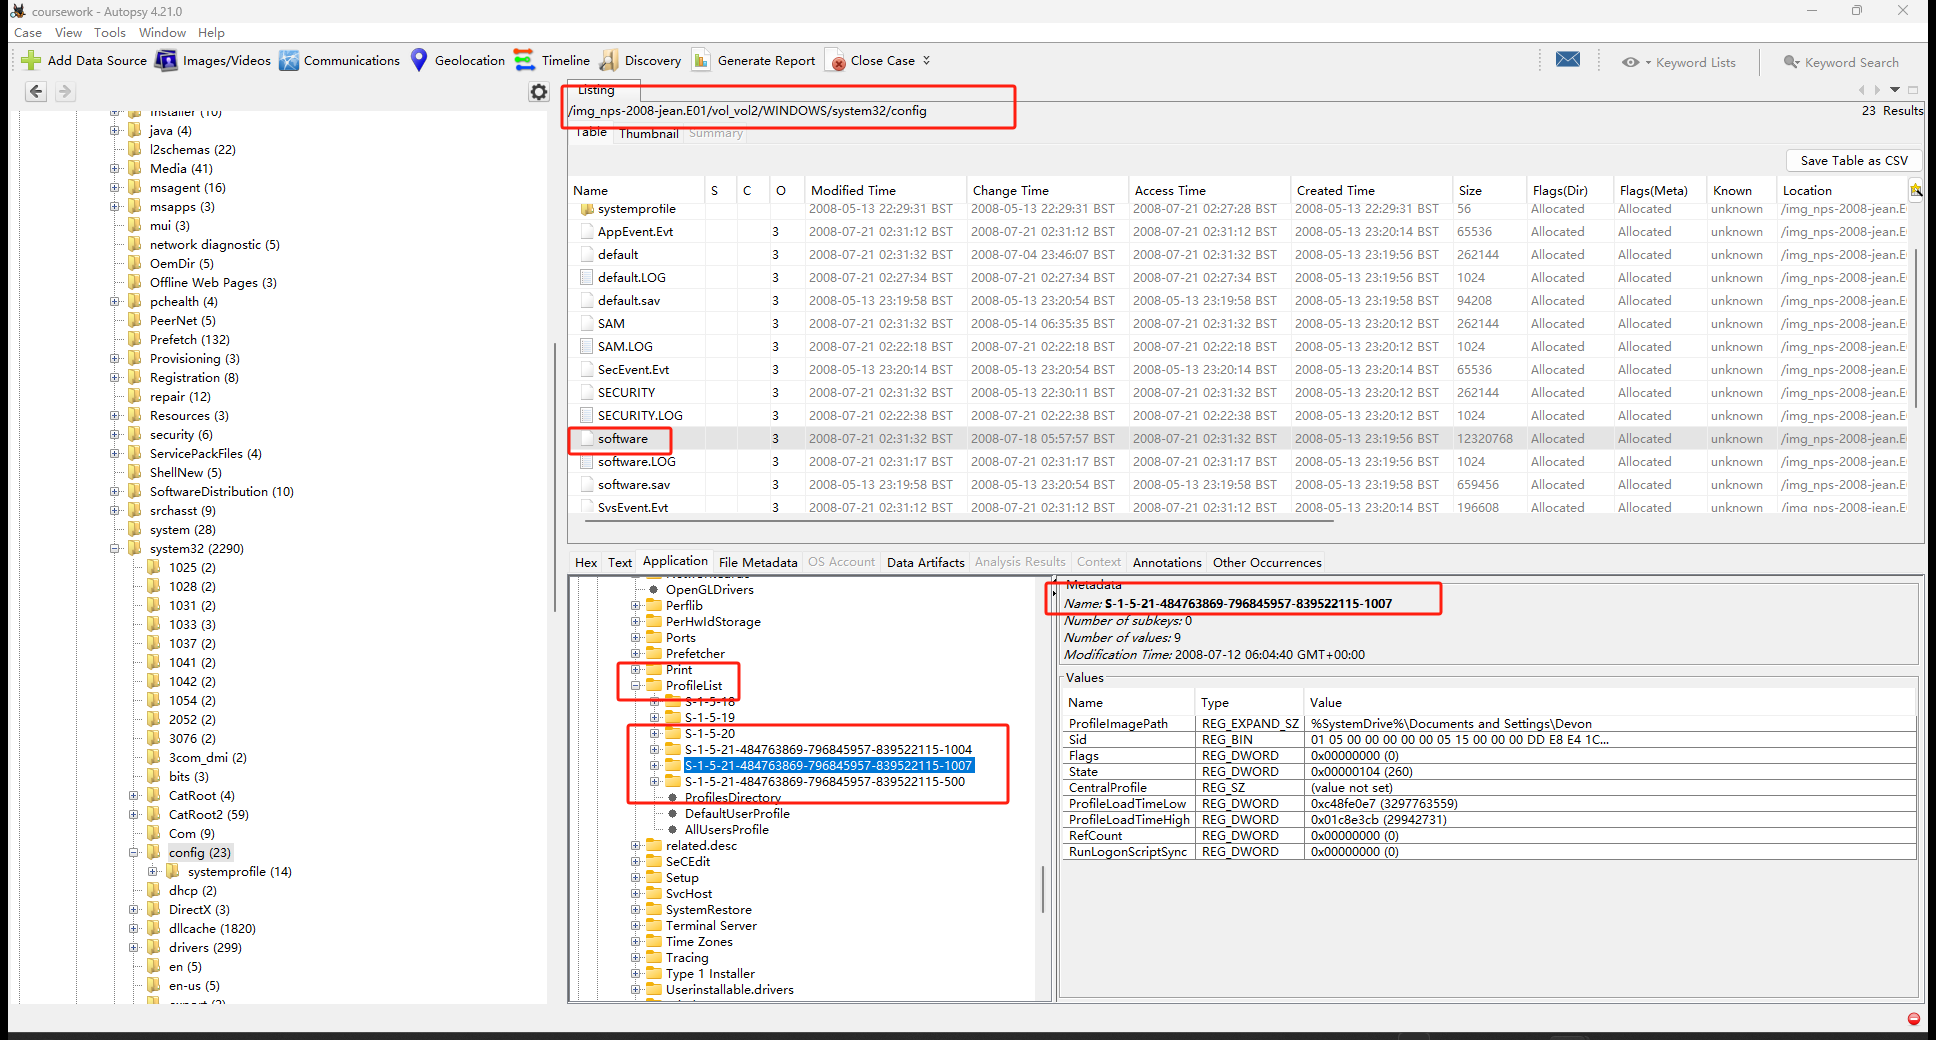 coursework - Autopsy 4.21.0
Case View Tools Window Help
Add Data Source Images/Videos Communications Geolocation Timeline Discovery Generate Report Close Case Keyword Lists Keyword Search
Installer (10)
java (4)
l2schemas (22)
Media (41)
msagent (16)
msapps (3)
mui (3)
network diagnostic (5)
OemDir (5)
Offline Web Pages (3)
pchealth (4)
PeerNet (5)
Prefetch (132)
Provisioning (3)
Registration (8)
repair (12)
Resources (3)
security (6)
ServicePackFiles (4)
ShellNew (5)
SoftwareDistribution (10)
srchasst (9)
system (28)
system32 (2290)
1025 (2)
1028 (2)
1031 (2)
1033 (3)
1037 (2)
1041 (2)
1042 (2)
1054 (2)
2052 (2)
3076 (2)
3com_dmi (2)
bits (3)
CatRoot (4)
CatRoot2 (59)
Com (9)
config (23)
systemprofile (14)
dhcp (2)
DirectX (3)
dllcache (1820)
drivers (299)
en (5)
en-us (5)
Listing
/img_nps-2008-jean.E01/vol_vol2/WINDOWS/system32/config
23 Results
Table Thumbnail Summary
Save Table as CSV
Name S C O Modified Time Change Time Access Time Created Time Size Flags(Dir) Flags(Meta) Known Location
systemprofile 2008-05-13 22:29:31 BST 2008-05-13 22:29:31 BST 2008-07-21 02:27:28 BST 2008-05-13 22:29:31 BST 56 Allocated Allocated unknown /img_nps-2008-jean.E
AppEvent.Evt 3 2008-07-21 02:31:12 BST 2008-07-21 02:31:12 BST 2008-07-21 02:31:12 BST 2008-05-13 23:20:14 BST 65536 Allocated Allocated unknown /img_nps-2008-jean.E
default 3 2008-07-21 02:31:32 BST 2008-07-04 23:46:07 BST 2008-07-21 02:31:32 BST 2008-05-13 23:19:56 BST 262144 Allocated Allocated unknown /img_nps-2008-jean.E
default.LOG 3 2008-07-21 02:27:34 BST 2008-07-21 02:27:34 BST 2008-07-21 02:27:34 BST 2008-05-13 23:19:56 BST 1024 Allocated Allocated unknown /img_nps-2008-jean.E
default.sav 3 2008-05-13 23:19:58 BST 2008-05-13 23:20:54 BST 2008-05-13 23:19:58 BST 2008-05-13 23:19:58 BST 94208 Allocated Allocated unknown /img_nps-2008-jean.E
SAM 3 2008-07-21 02:31:32 BST 2008-05-14 06:35:35 BST 2008-07-21 02:31:32 BST 2008-05-13 23:20:12 BST 262144 Allocated Allocated unknown /img_nps-2008-jean.E
SAM.LOG 3 2008-07-21 02:22:18 BST 2008-07-21 02:22:18 BST 2008-07-21 02:22:18 BST 2008-05-13 23:20:12 BST 1024 Allocated Allocated unknown /img_nps-2008-jean.E
SecEvent.Evt 3 2008-05-13 23:20:14 BST 2008-05-13 23:20:54 BST 2008-05-13 23:20:14 BST 2008-05-13 23:20:14 BST 65536 Allocated Allocated unknown /img_nps-2008-jean.E
SECURITY 3 2008-07-21 02:31:32 BST 2008-05-13 22:30:11 BST 2008-07-21 02:31:32 BST 2008-05-13 23:20:12 BST 262144 Allocated Allocated unknown /img_nps-2008-jean.E
SECURITY.LOG 3 2008-07-21 02:22:38 BST 2008-07-21 02:22:38 BST 2008-07-21 02:22:38 BST 2008-05-13 23:20:12 BST 1024 Allocated Allocated unknown /img_nps-2008-jean.E
software 3 2008-07-21 02:31:32 BST 2008-07-18 05:57:57 BST 2008-07-21 02:31:32 BST 2008-05-13 23:19:56 BST 12320768 Allocated Allocated unknown /img_nps-2008-jean.E
software.LOG 3 2008-07-21 02:31:17 BST 2008-07-21 02:31:17 BST 2008-07-21 02:31:17 BST 2008-05-13 23:19:56 BST 1024 Allocated Allocated unknown /img_nps-2008-jean.E
software.sav 3 2008-05-13 23:19:58 BST 2008-05-13 23:20:54 BST 2008-05-13 23:19:58 BST 2008-05-13 23:19:58 BST 659456 Allocated Allocated unknown /img_nps-2008-jean.E
SysEvent.Evt 3 2008-07-21 02:31:12 BST 2008-07-21 02:31:12 BST 2008-07-21 02:31:12 BST 2008-05-13 23:20:14 BST 196608 Allocated Allocated unknown /img_nps-2008-jean.E
Hex Text Application File Metadata OS Account Data Artifacts Analysis Results Context Annotations Other Occurrences
OpenGLDrivers
Perflib
PerHwIdStorage
Ports
Prefetcher
Print
ProfileList
S-1-5-18
S-1-5-19
S-1-5-20
S-1-5-21-484763869-796845957-839522115-1004
S-1-5-21-484763869-796845957-839522115-1007
S-1-5-21-484763869-796845957-839522115-500
ProfilesDirectory
DefaultUserProfile
AllUsersProfile
related.desc
SeCEdit
Setup
SvcHost
SystemRestore
Terminal Server
Time Zones
Tracing
Type 1 Installer
Userinstallable.drivers
Metadata
Name: S-1-5-21-484763869-796845957-839522115-1007
Number of subkeys: 0
Number of values: 9
Modification Time: 2008-07-12 06:04:40 GMT+00:00
Values
Name Type Value
ProfileImagePath REG_EXPAND_SZ %SystemDrive%\Documents and Settings\Devon
Sid REG_BIN 01 05 00 00 00 00 00 05 15 00 00 00 DD E8 E4 1C...
Flags REG_DWORD 0x00000000 (0)
State REG_DWORD 0x00000104 (260)
CentralProfile REG_SZ (value not set)
ProfileLoadTimeLow REG_DWORD 0xc48fe0e7 (3297763559)
ProfileLoadTimeHigh REG_DWORD 0x01c8e3cb (29942731)
RefCount REG_DWORD 0x00000000 (0)
RunLogonScriptSync REG_DWORD 0x00000000 (0)